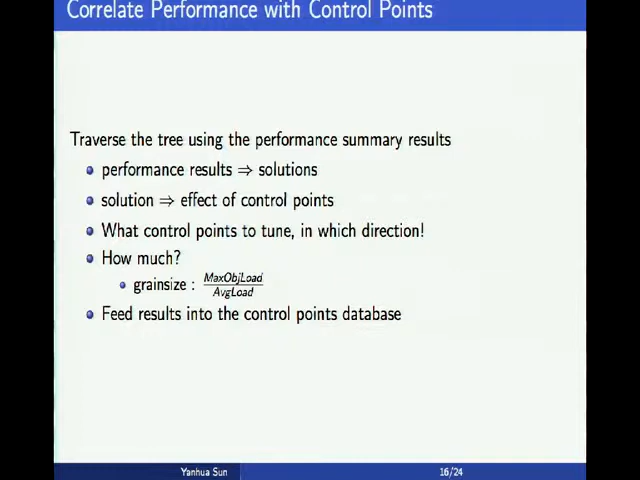 Correlate Performance with Control Points
Traverse the tree using the performance summary results
performance results ⇒ solutions
solution ⇒ effect of control points
What control points to tune, in which direction!
How much?
grainsize : MaxObjLoad / AvgLoad
Feed results into the control points database
Yanhua Sun
16/24